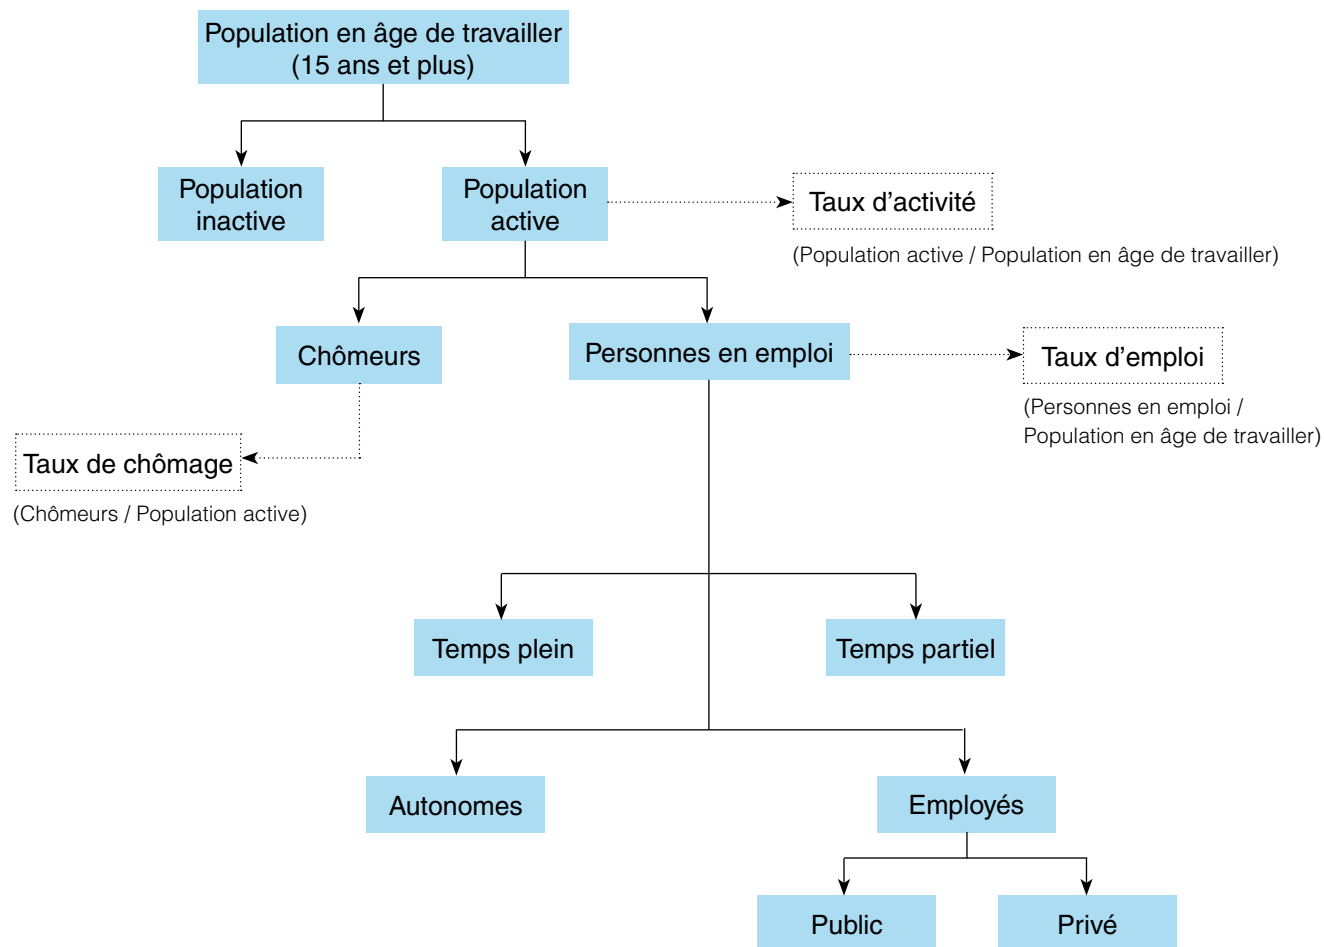 Population en âge de travailler
(15 ans et plus)
Population
inactive
Population
active
Taux d'activité
(Population active / Population en âge de travailler)
Chômeurs
Personnes en emploi
Taux d'emploi
(Personnes en emploi /
Population en âge de travailler)
Taux de chômage
(Chômeurs / Population active)
Temps plein
Temps partiel
Autonomes
Employés
Public
Privé